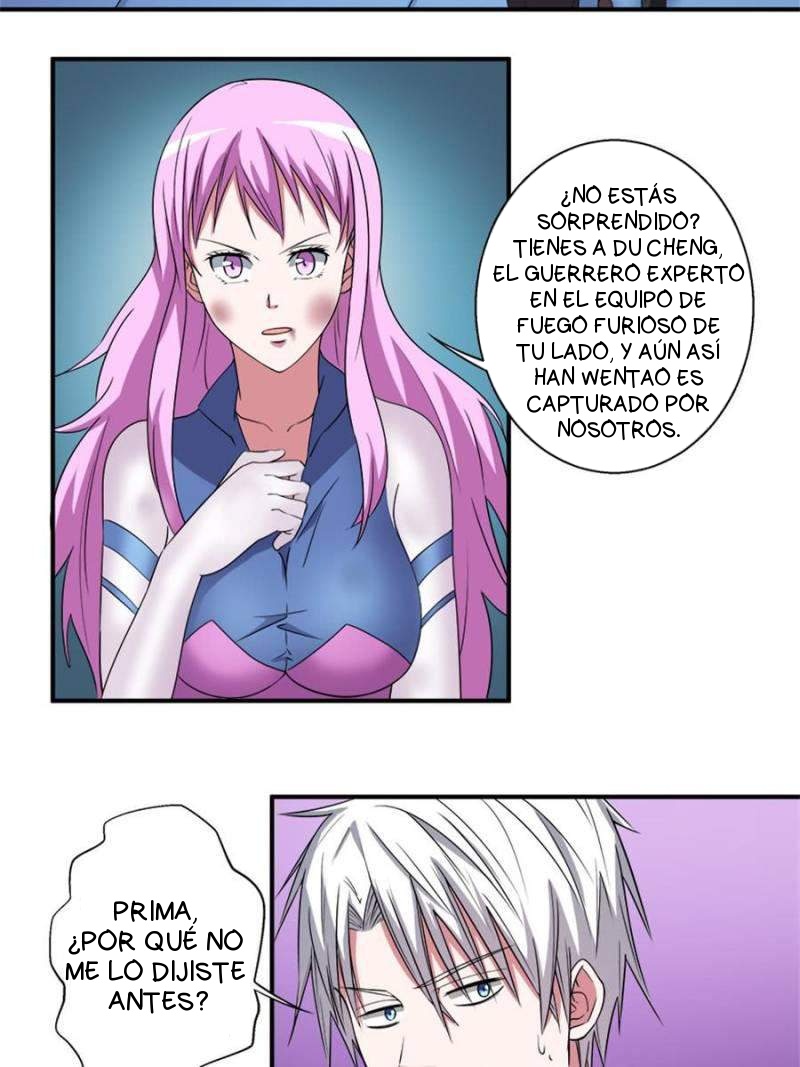 ¿NO ESTÁS
SORPRENDIDO?
TIENES A DU CHENG,
EL GUERRERO EXPERTO
EN EL EQUIPO DE
FUEGO FURIOSO DE
TU LADO, Y AÚN ASÍ
HAN WENTAO ES
CAPTURADO POR
NOSOTROS.
PRIMA,
¿POR QUÉ NO
ME LO DIJISTE
ANTES?